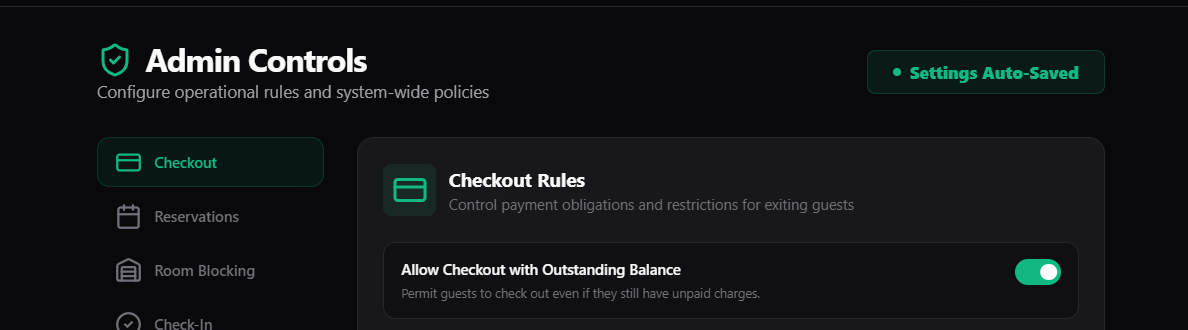 Admin Controls
Configure operational rules and system-wide policies
Settings Auto-Saved
Checkout
Reservations
Room Blocking
Check-In
Checkout Rules
Control payment obligations and restrictions for exiting guests
Allow Checkout with Outstanding Balance
Permit guests to check out even if they still have unpaid charges.